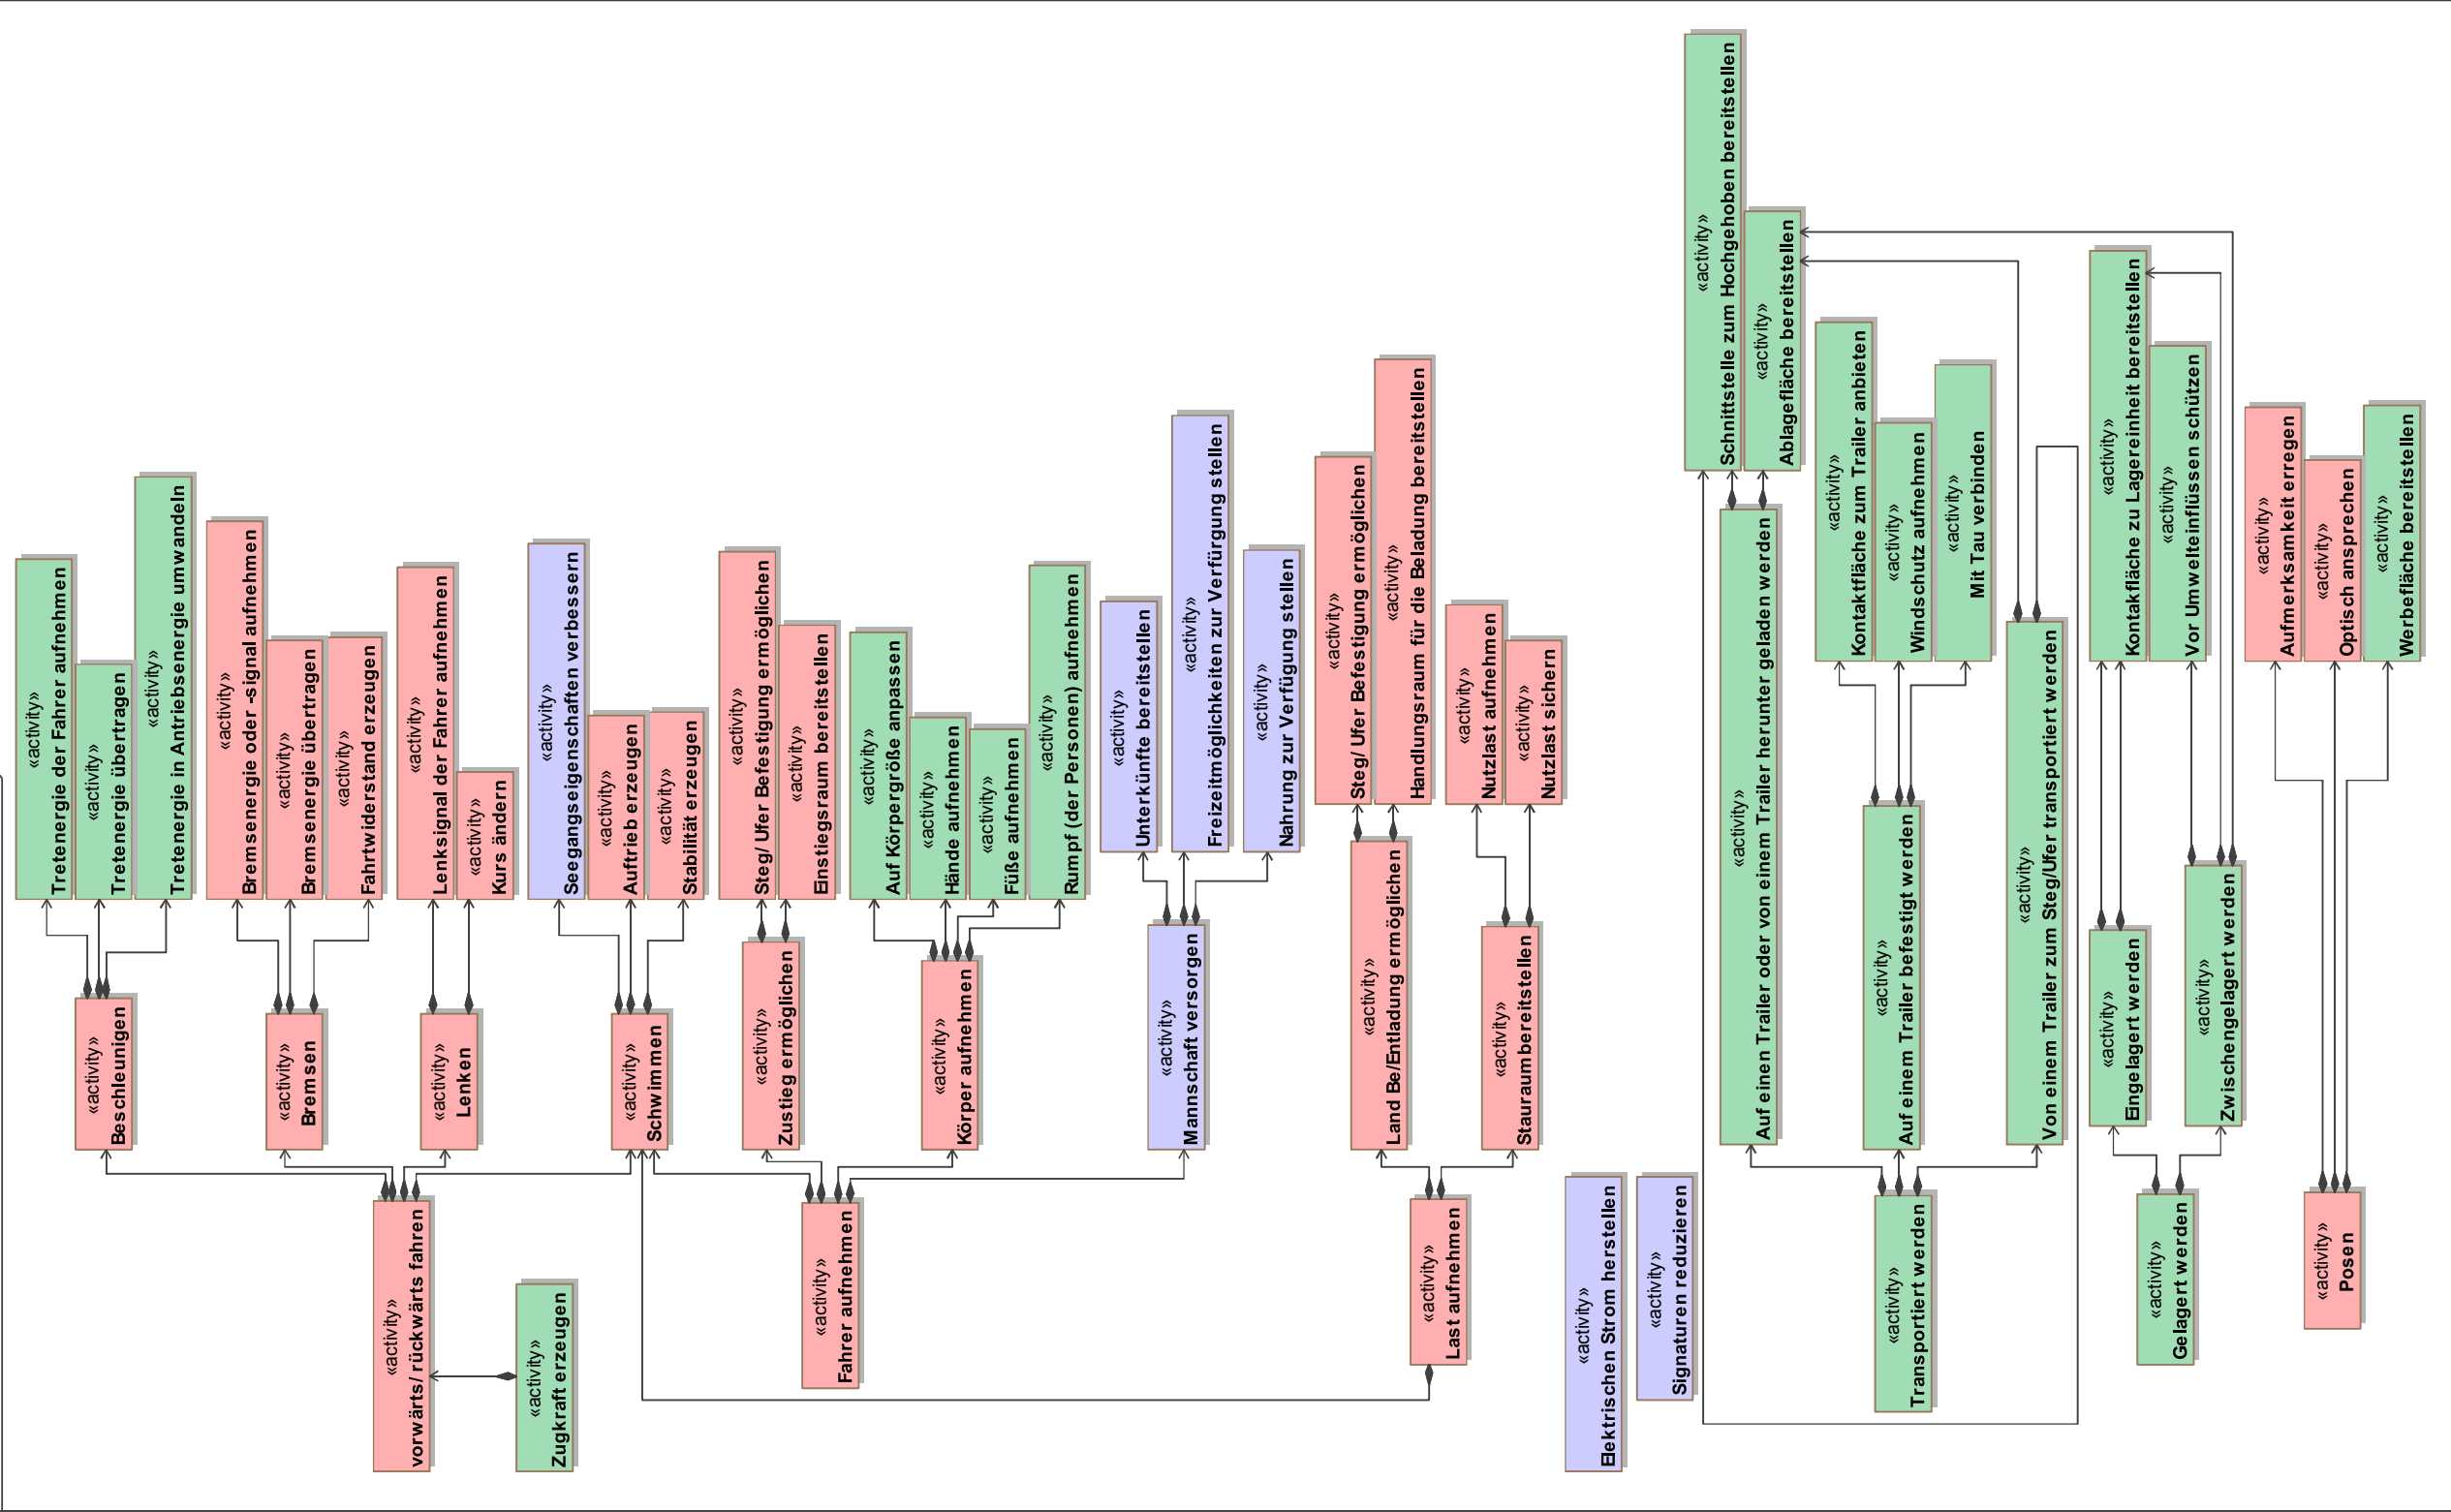 «activity»
Tretenergie der Fahrer aufnehmen
«activity»
Tretenergie übertragen
«activity»
Tretenergie in Antriebsenergie umwandeln
«activity»
Bremsenergie oder -signal aufnehmen
«activity»
Bremsenergie übertragen
«activity»
Fahrtwiderstand erzeugen
«activity»
Lenksignal der Fahrer aufnehmen
«activity»
Kurs ändern
«activity»
Seegangseigenschaften verbessern
«activity»
Auftrieb erzeugen
«activity»
Stabilität erzeugen
«activity»
Steg/ Ufer Befestigung ermöglichen
«activity»
Einstiegsraum bereitstellen
«activity»
Auf Körpergröße anpassen
«activity»
Hände aufnehmen
«activity»
Füße aufnehmen
«activity»
Rumpf (der Personen) aufnehmen
«activity»
Unterkünfte bereitstellen
«activity»
Freizeitmöglichkeiten zur Verfürgung stellen
«activity»
Nahrung zur Verfügung stellen
«activity»
Steg/ Ufer Befestigung ermöglichen
«activity»
Handlungsraum für die Beladung bereitstellen
«activity»
Nutzlast aufnehmen
«activity»
Nutzlast sichern
«activity»
Schnittstelle zum Hochgehoben bereitstellen
«activity»
Ablagefläche bereitstellen
«activity»
Kontaktfläche zum Trailer anbieten
«activity»
Windschutz aufnehmen
«activity»
Mit Tau verbinden
«activity»
Kontakfläche zu Lagereinheit bereitstellen
«activity»
Vor Umwelteinflüssen schützen
«activity»
Aufmerksamkeit erregen
«activity»
Optisch ansprechen
«activity»
Werbefläche bereitstellen
«activity»
Beschleunigen
«activity»
Bremsen
«activity»
Lenken
«activity»
Schwimmen
«activity»
Zustieg ermöglichen
«activity»
Körper aufnehmen
«activity»
Mannschaft versorgen
«activity»
Land Be/Entladung ermöglichen
«activity»
Stauraumbereitstellen
«activity»
Auf einen Trailer oder von einem Trailer herunter geladen werden
«activity»
Auf einem Trailer befestigt werden
«activity»
Von einem Trailer zum Steg/Ufer transportiert werden
«activity»
Eingelagert werden
«activity»
Zwischengelagert werden
«activity»
vorwärts/ rückwärts fahren
«activity»
Zugkraft erzeugen
«activity»
Fahrer aufnehmen
«activity»
Last aufnehmen
«activity»
Elektrischen Strom herstellen
«activity»
Signaturen reduzieren
«activity»
Transportiert werden
«activity»
Gelagert werden
«activity»
Posen